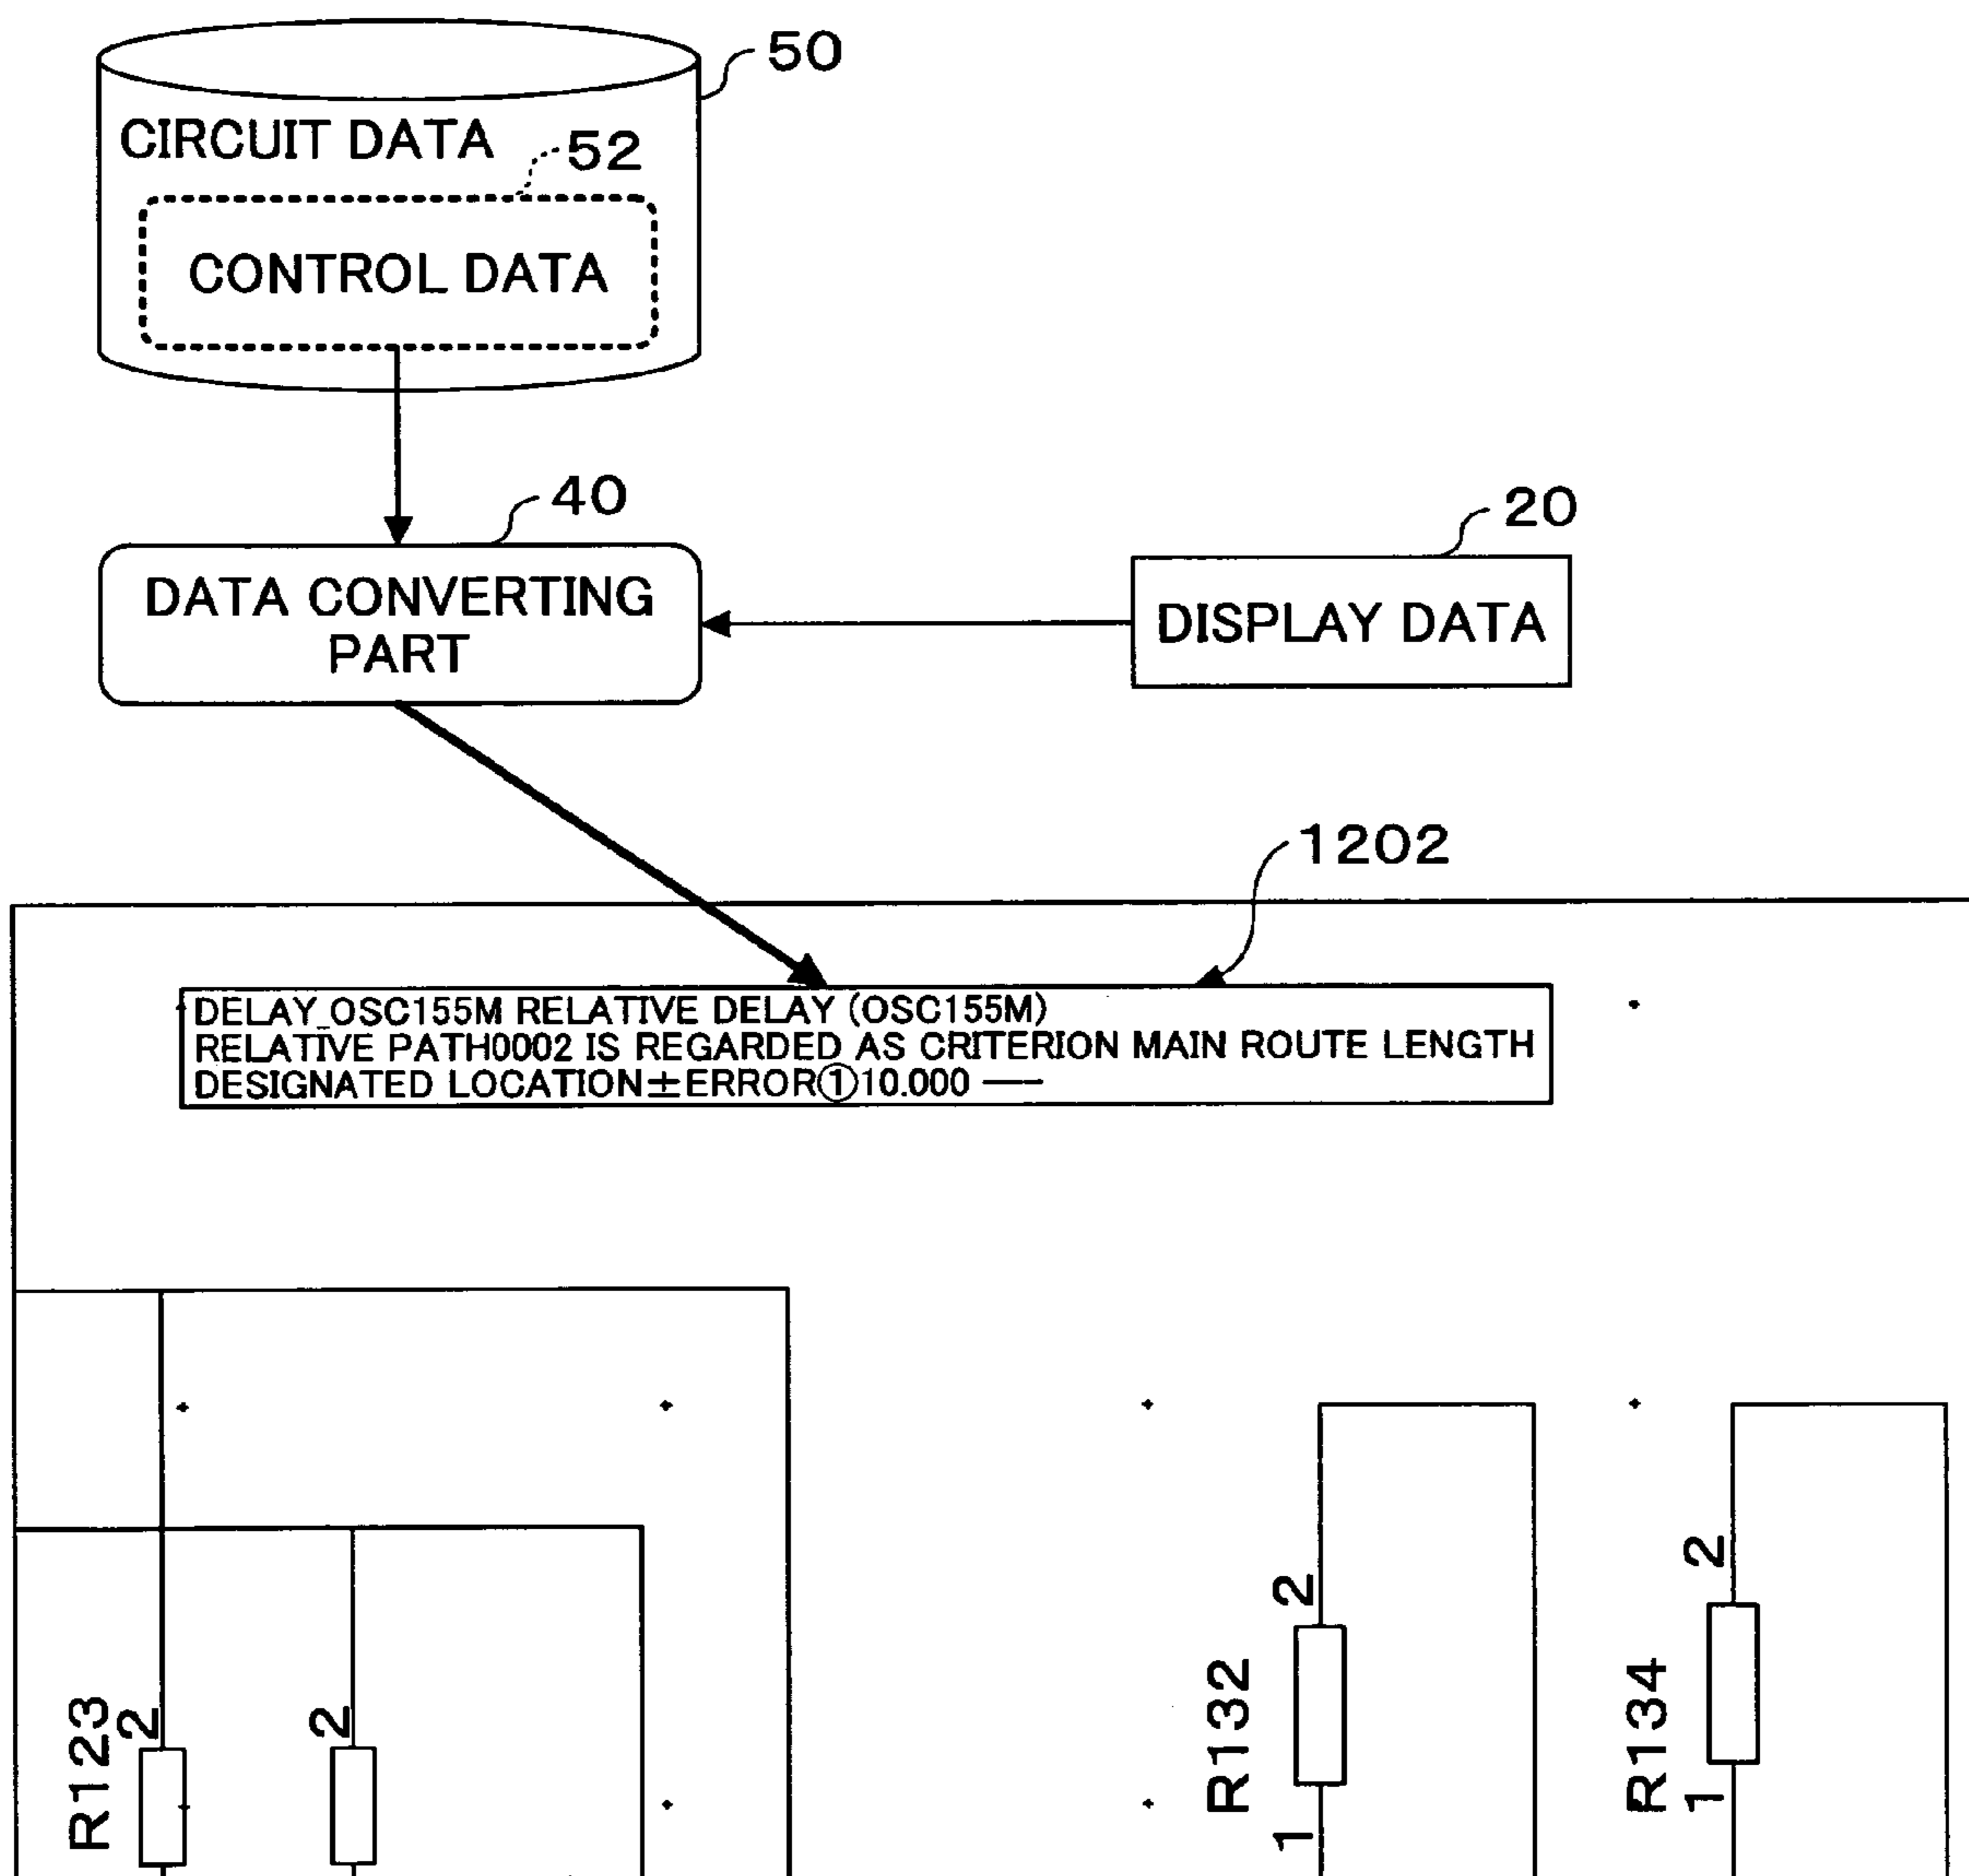 50
CIRCUIT DATA
52
CONTROL DATA
40
20
DATA CONVERTING
PART
DISPLAY DATA
1202
DELAY_OSC155M RELATIVE DELAY (OSC155M)
RELATIVE PATH0002 IS REGARDED AS CRITERION MAIN ROUTE LENGTH
DESIGNATED LOCATION±ERROR①10.000 —
R123
2
2
R132
2
1
R134
2
1